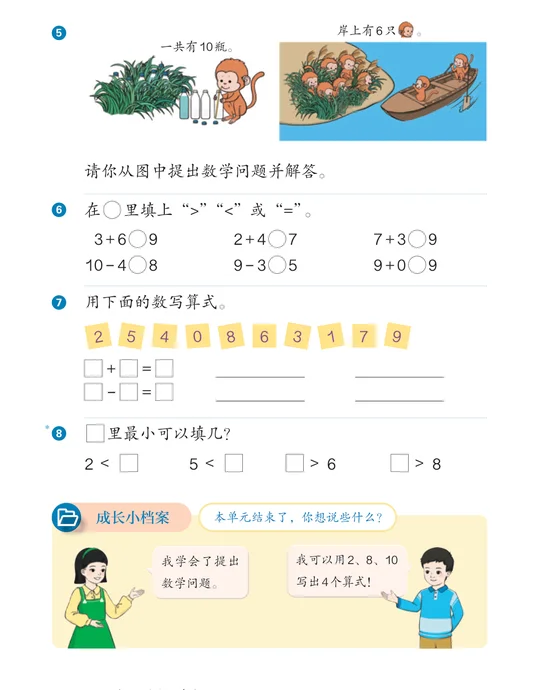 5
一共有10瓶。
岸上有6只。
请你从图中提出数学问题并解答。
6 在○里填上“>”“<”或“=”。
3+6○9 2+4○7 7+3○9
10-4○8 9-3○5 9+0○9
7 用下面的数写算式。
2 5 4 0 8 6 3 1 7 9
□+□=□
□-□=□
*8 □里最小可以填几?
2<□ 5<□ □>6 □>8
成长小档案 本单元结束了,你想说些什么?
我学会了提出
数学问题。
我可以用2、8、10
写出4个算式!